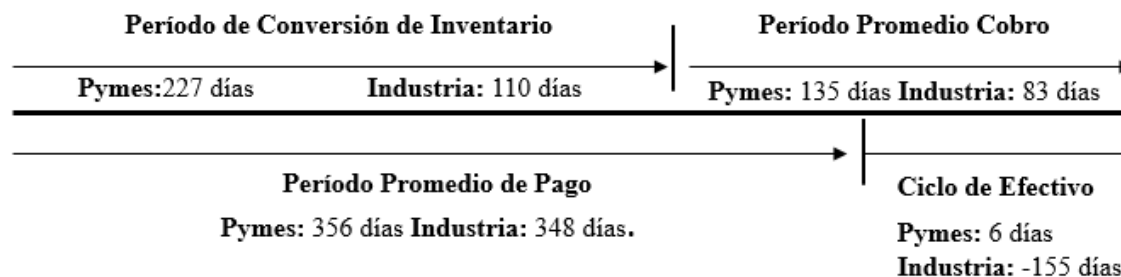 Período de Conversión de Inventario
Período Promedio Cobro
Pymes:227 días Industria: 110 días
Pymes: 135 días Industria: 83 días
Período Promedio de Pago
Pymes: 356 días Industria: 348 días.
Ciclo de Efectivo
Pymes: 6 días
Industria: -155 días